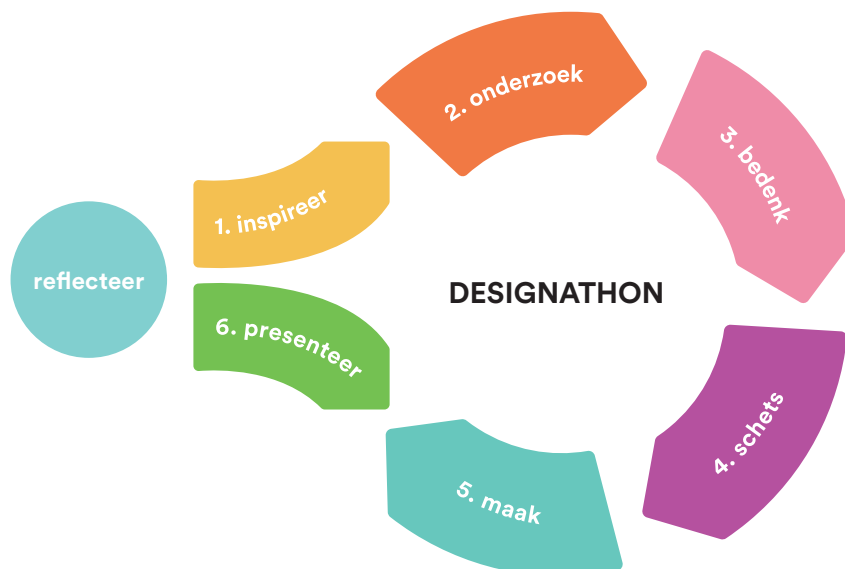 reflecteer
1. inspireer
2. onderzoek
3. bedenk
4. schets
5. maak
6. presenteer
DESIGNATHON